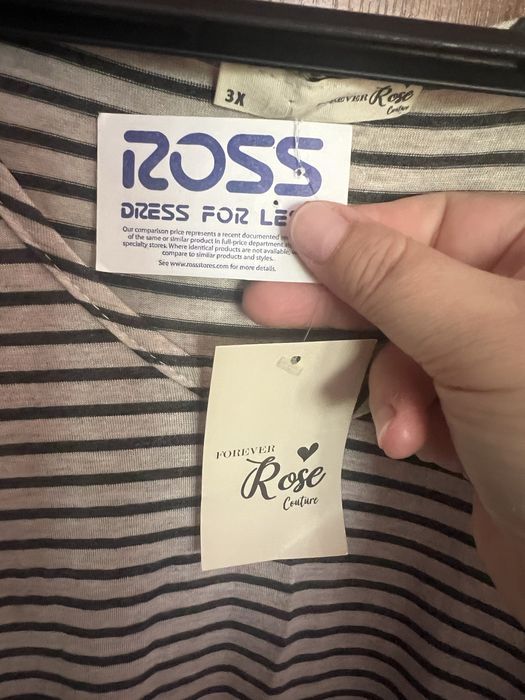 3X
Rose
Couture
ROSS
DRESS FOR
Our comparison price represents a recent documented
of the same or similar product in full-price department
specialty stores. Where identical products are not available,
compare to similar products and styles.
See www.rossstores.com for more details.
FOREVER
Rose
Couture